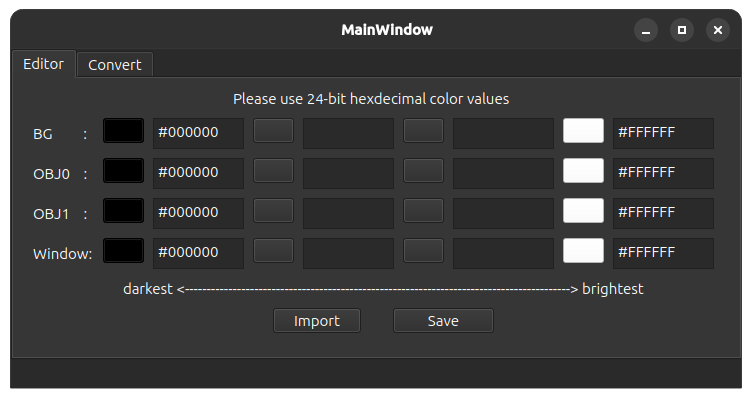 MainWindow
Editor Convert
Please use 24-bit hexdecimal color values
BG : #000000 #FFFFFF
OBJ0 : #000000 #FFFFFF
OBJ1 : #000000 #FFFFFF
Window: #000000 #FFFFFF
darkest <--------------------------------------------------------------------------------------------> brightest
Import Save